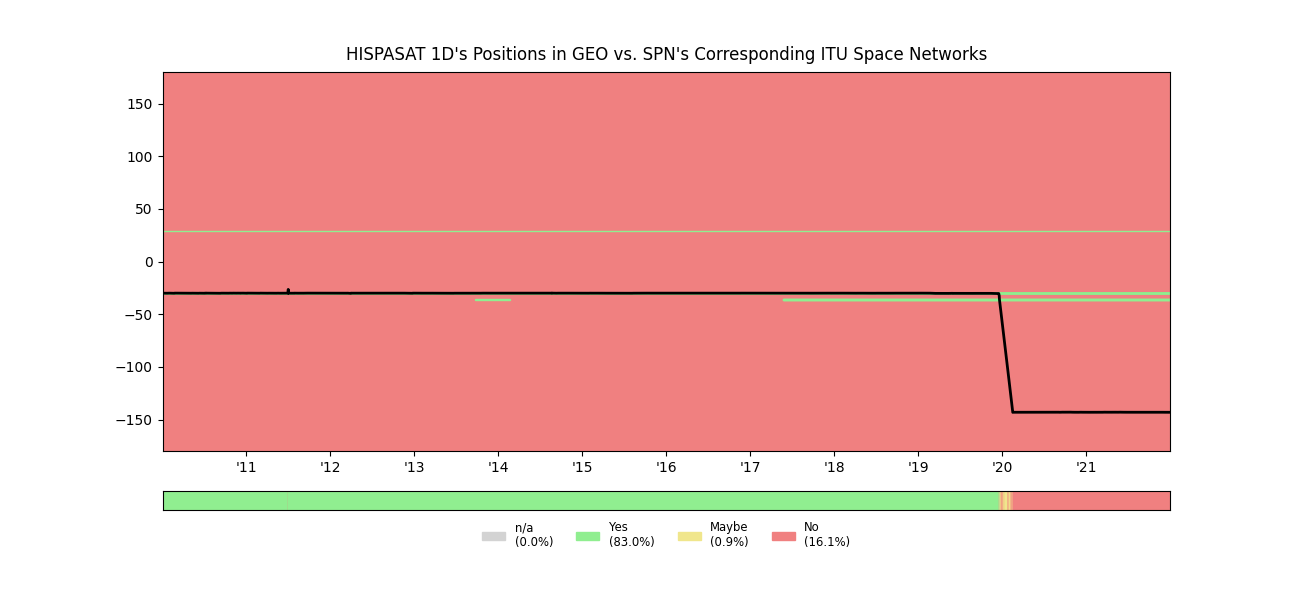 HISPASAT 1D's Positions in GEO vs. SPN's Corresponding ITU Space Networks
150
100
50
0
−50
−100
−150
'11 '12 '13 '14 '15 '16 '17 '18 '19 '20 '21
n/a Yes Maybe No
(0.0%) (83.0%) (0.9%) (16.1%)